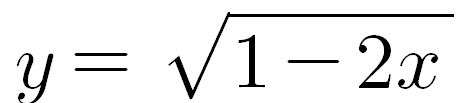 y = √(1 − 2x)